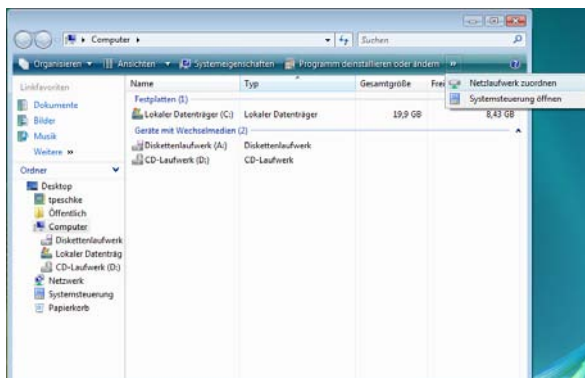 Computer
Suchen
Organisieren Ansichten Systemeigenschaften Programm deinstallieren oder ändern »
Netzlaufwerk zuordnen
Systemsteuerung öffnen
Linkfavoriten
Dokumente
Bilder
Musik
Weitere »
Ordner
Desktop
tpeschke
Öffentlich
Computer
Diskettenlaufwerk
Lokaler Datenträg
CD-Laufwerk (D:)
Netzwerk
Systemsteuerung
Papierkorb
Name Typ Gesamtgröße Frei
Festplatten (1)
Lokaler Datenträger (C:) Lokaler Datenträger 19,9 GB 8,43 GB
Geräte mit Wechselmedien (2)
Diskettenlaufwerk (A:) Diskettenlaufwerk
CD-Laufwerk (D:) CD-Laufwerk